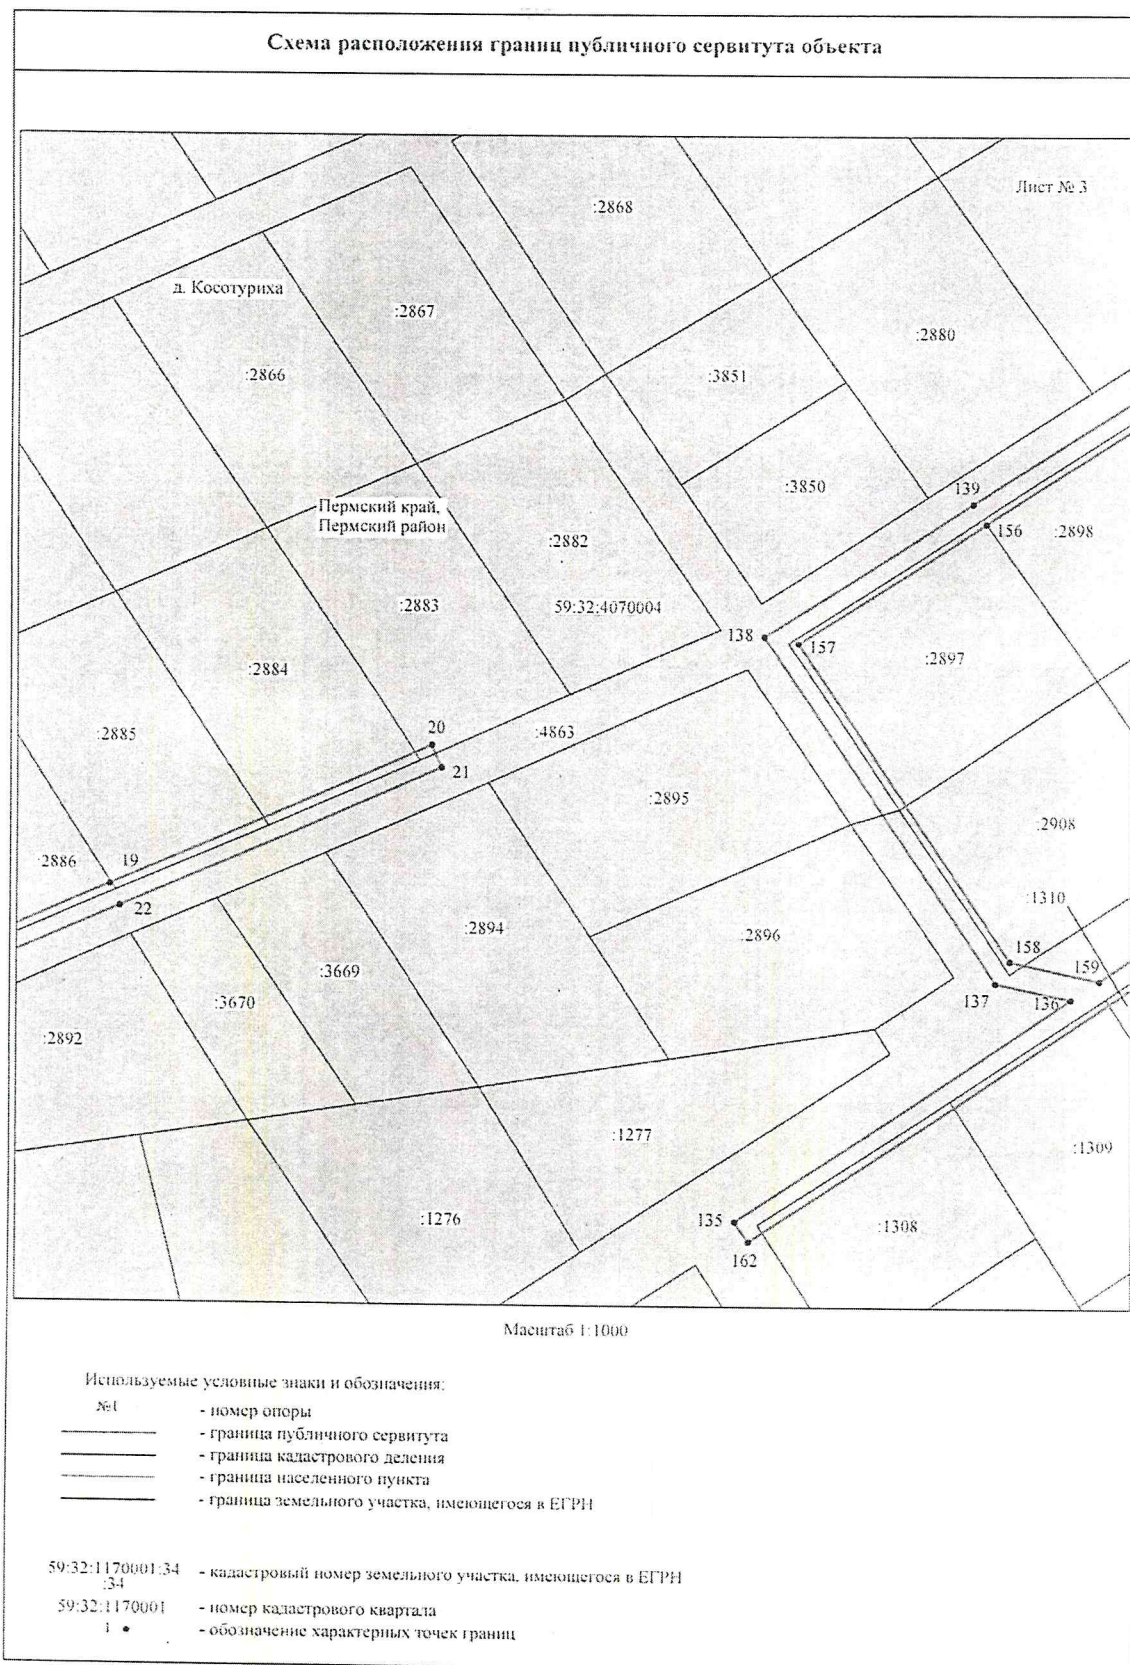 Схема расположения границ публичного сервитута объекта
Лист № 3
:2868
д. Косотуриха
:2867
:2880
:2866
:3851
:3850
139
Пермский край,
Пермский район
156
:2898
:2882
:2883
59:32:4070004
138
157
:2897
:2884
20
:4863
:2885
21
:2895
:2908
:2886
19
:1310
22
:2894
:2896
158
:3669
159
137
136
:3670
:2892
:1277
:1309
:1276
135
:1308
162
Масштаб 1:1000
Используемые условные знаки и обозначения:
№1 - номер опоры
- граница публичного сервитута
- граница кадастрового деления
- граница населенного пункта
- граница земельного участка, имеющегося в ЕГРН
59:32:1170001:34
:34
- кадастровый номер земельного участка, имеющегося в ЕГРН
59:32:1170001 - номер кадастрового квартала
1 - обозначение характерных точек границ